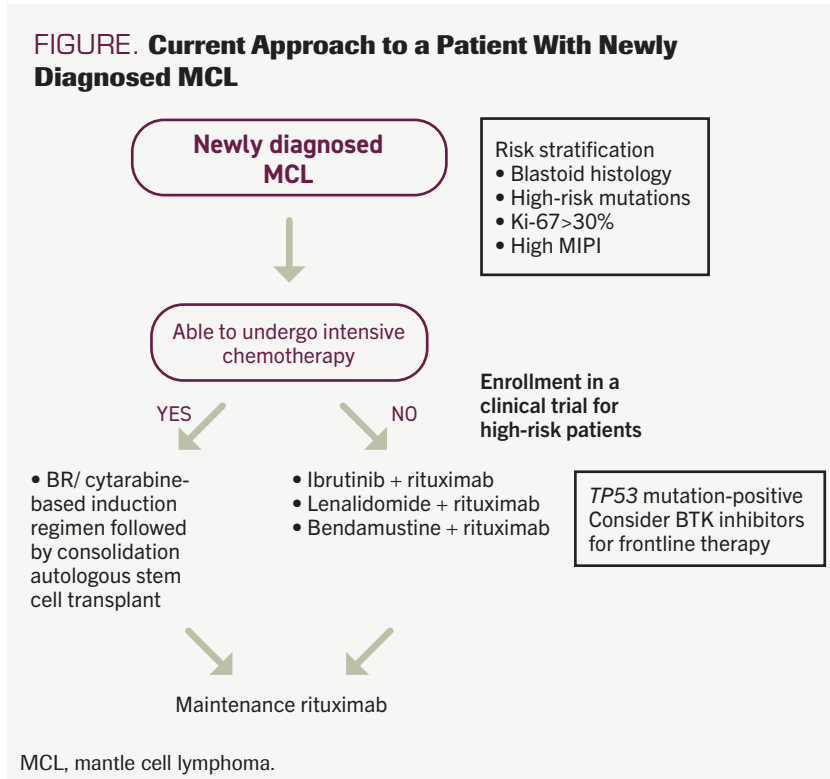 FIGURE. Current Approach to a Patient With Newly
Diagnosed MCL
Newly diagnosed
MCL
Risk stratification
• Blastoid histology
• High-risk mutations
• Ki-67>30%
• High MIPI
Able to undergo intensive
chemotherapy
YES
NO
Enrollment in a
clinical trial for
high-risk patients
• BR/ cytarabine-
based induction
regimen followed
by consolidation
autologous stem
cell transplant
• Ibrutinib + rituximab
• Lenalidomide + rituximab
• Bendamustine + rituximab
TP53 mutation-positive
Consider BTK inhibitors
for frontline therapy
Maintenance rituximab
MCL, mantle cell lymphoma.